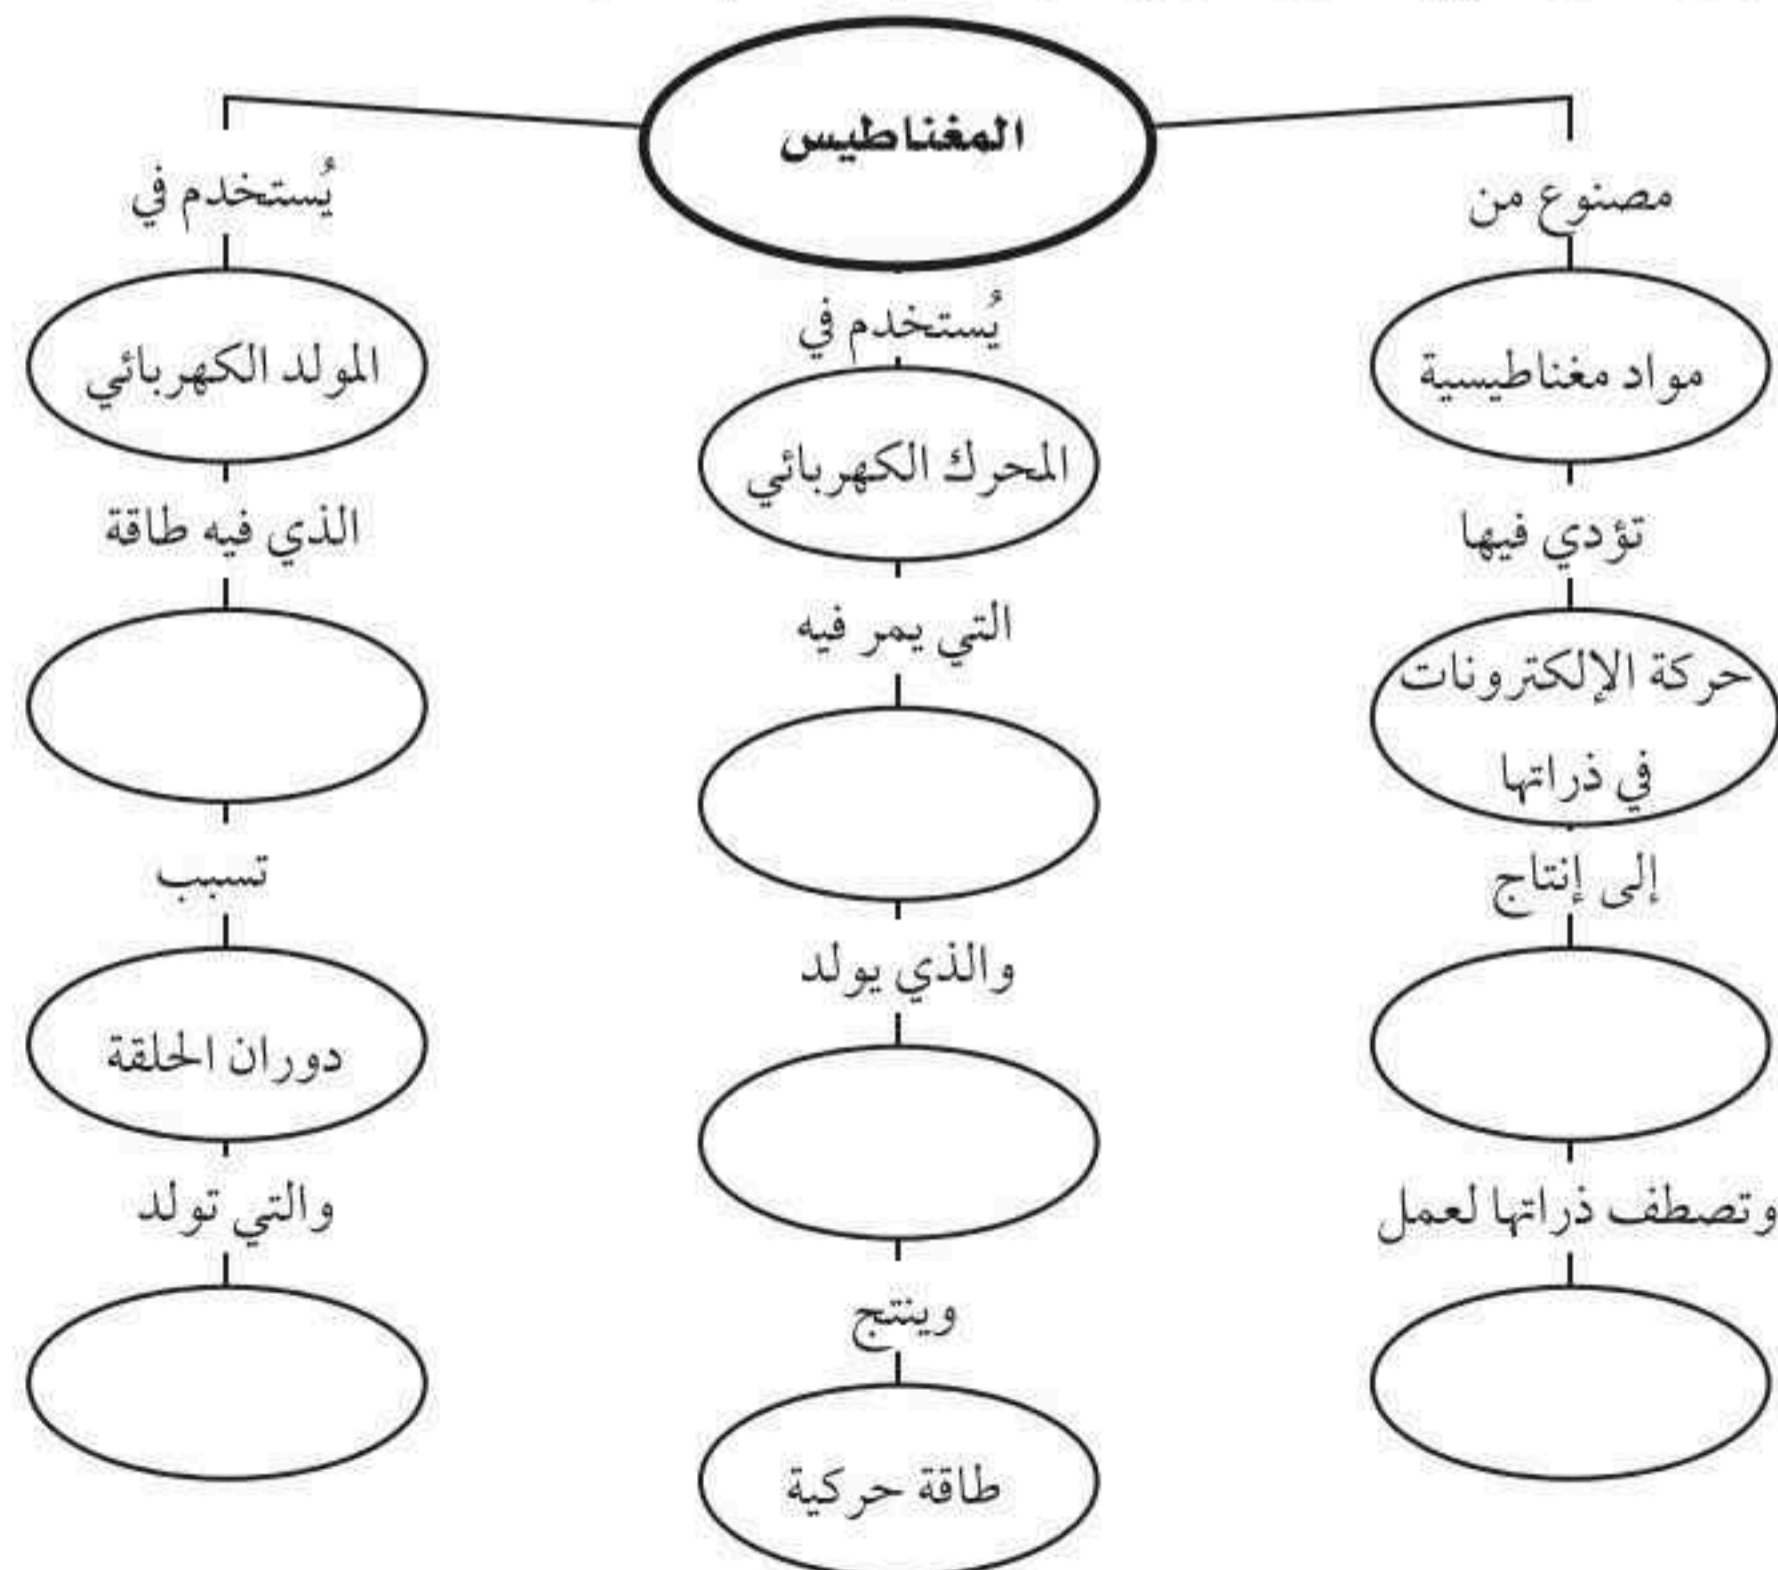 المغناطيس
مصنوع من
مواد مغناطيسية
تؤدي فيها
حركة الإلكترونات
في ذراتها
إلى إنتاج
وتصطف ذراتها لعمل
يُستخدم في
المحرك الكهربائي
التي يمر فيه
والذي يولد
وينتج
طاقة حركية
يُستخدم في
المولد الكهربائي
الذي فيه طاقة
تسبب
دوران الحلقة
والتي تولد